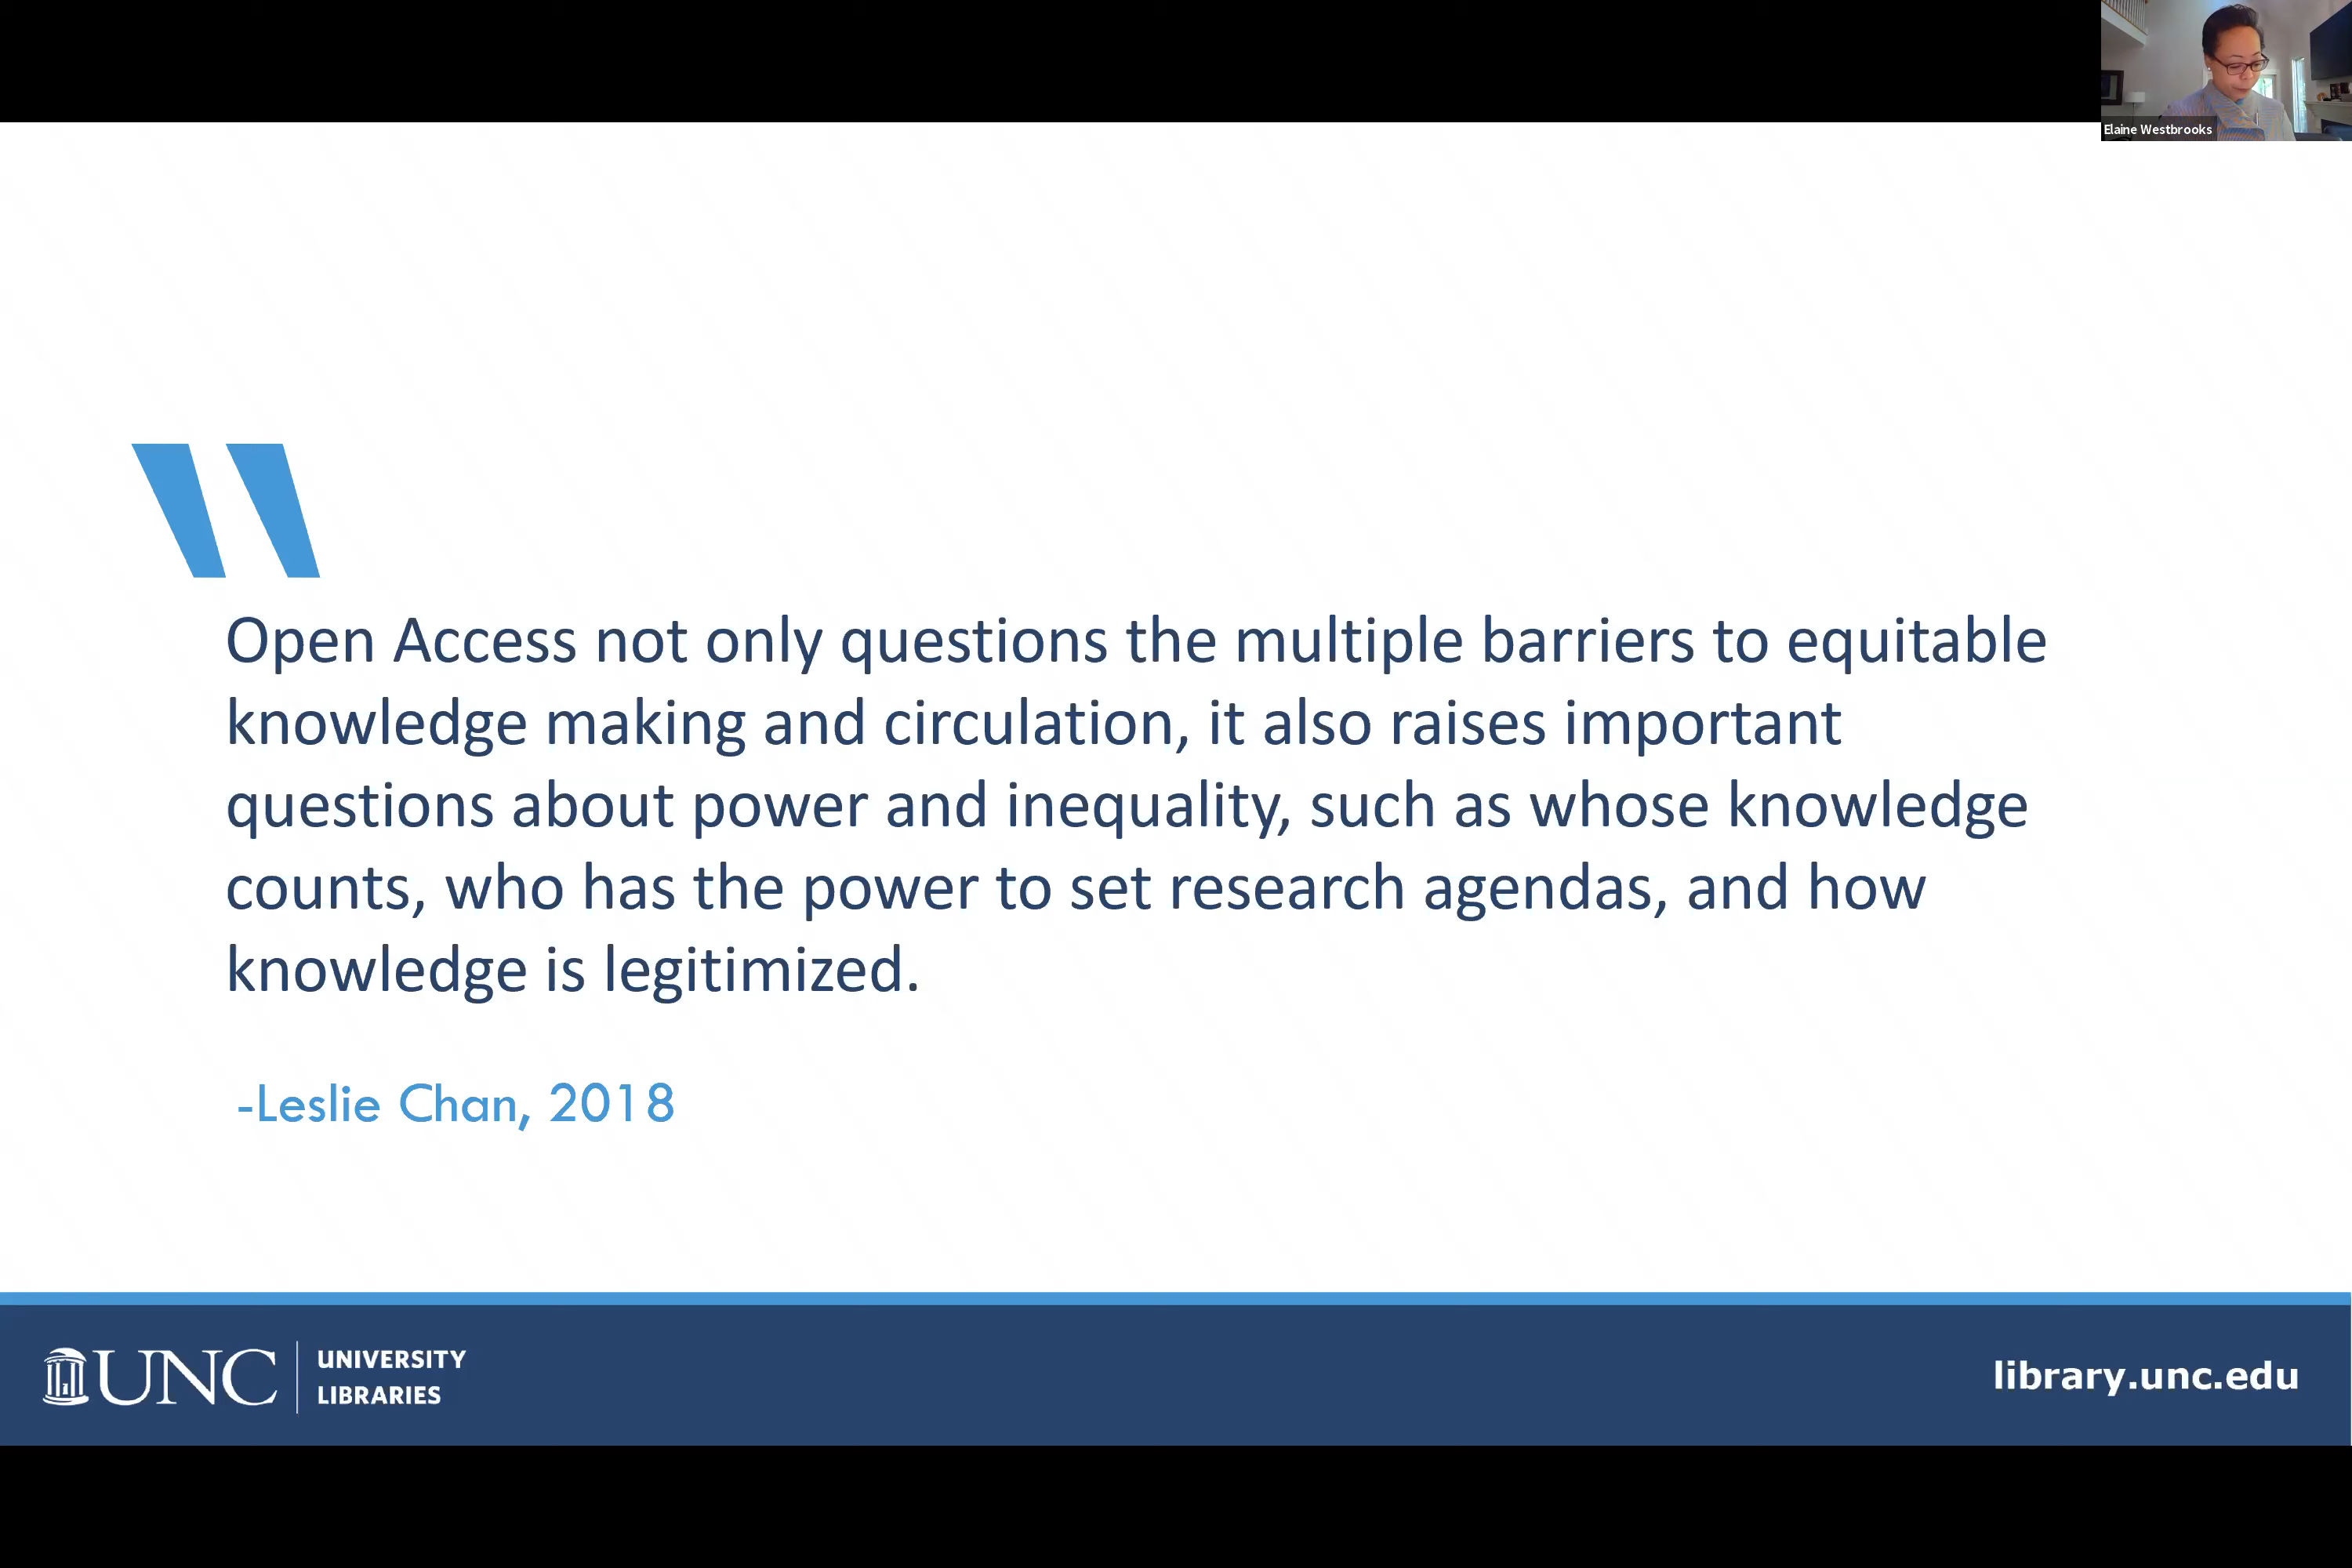 Elaine Westbrooks
Open Access not only questions the multiple barriers to equitable
knowledge making and circulation, it also raises important
questions about power and inequality, such as whose knowledge
counts, who has the power to set research agendas, and how
knowledge is legitimized.
-Leslie Chan, 2018
UNC
UNIVERSITY
LIBRARIES
library.unc.edu